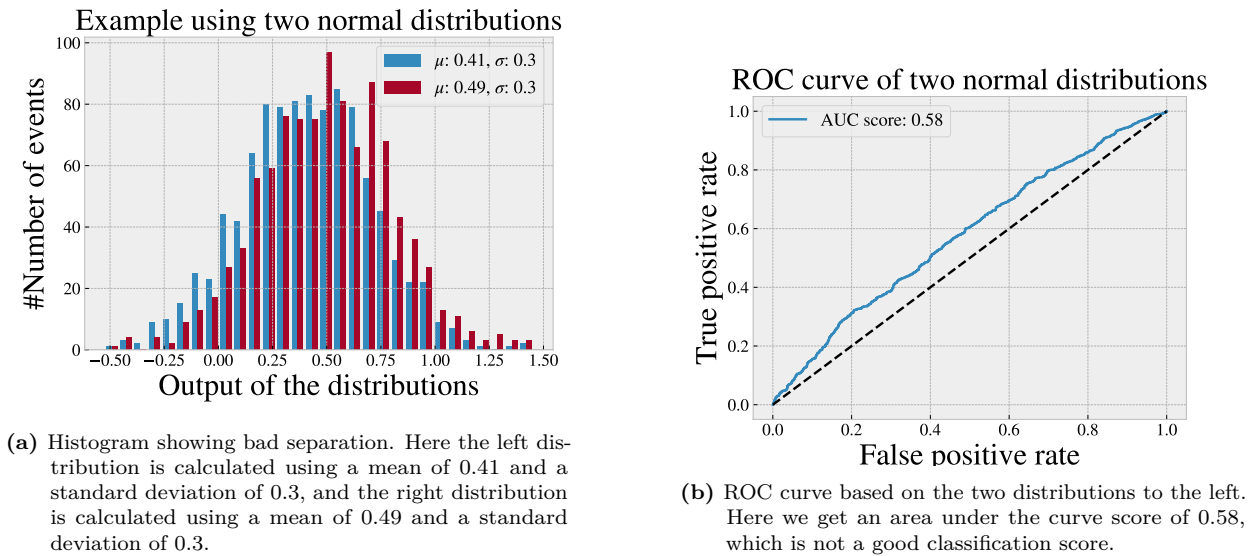 Example using two normal distributions
100
80
60
40
20
0
#Number of events
μ: 0.41, σ: 0.3
μ: 0.49, σ: 0.3
−0.50 −0.25 0.00 0.25 0.50 0.75 1.00 1.25 1.50
Output of the distributions
(a) Histogram showing bad separation. Here the left dis-
tribution is calculated using a mean of 0.41 and a
standard deviation of 0.3, and the right distribution
is calculated using a mean of 0.49 and a standard
deviation of 0.3.
ROC curve of two normal distributions
AUC score: 0.58
1.0
0.8
0.6
0.4
0.2
0.0
True positive rate
0.0 0.2 0.4 0.6 0.8 1.0
False positive rate
(b) ROC curve based on the two distributions to the left.
Here we get an area under the curve score of 0.58,
which is not a good classification score.